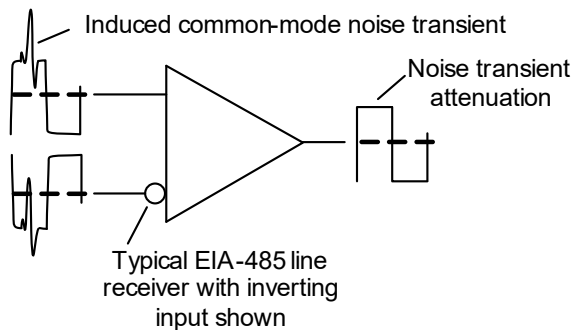 Induced common-mode noise transient
Noise transient
attenuation
Typical EIA-485 line
receiver with inverting
input shown